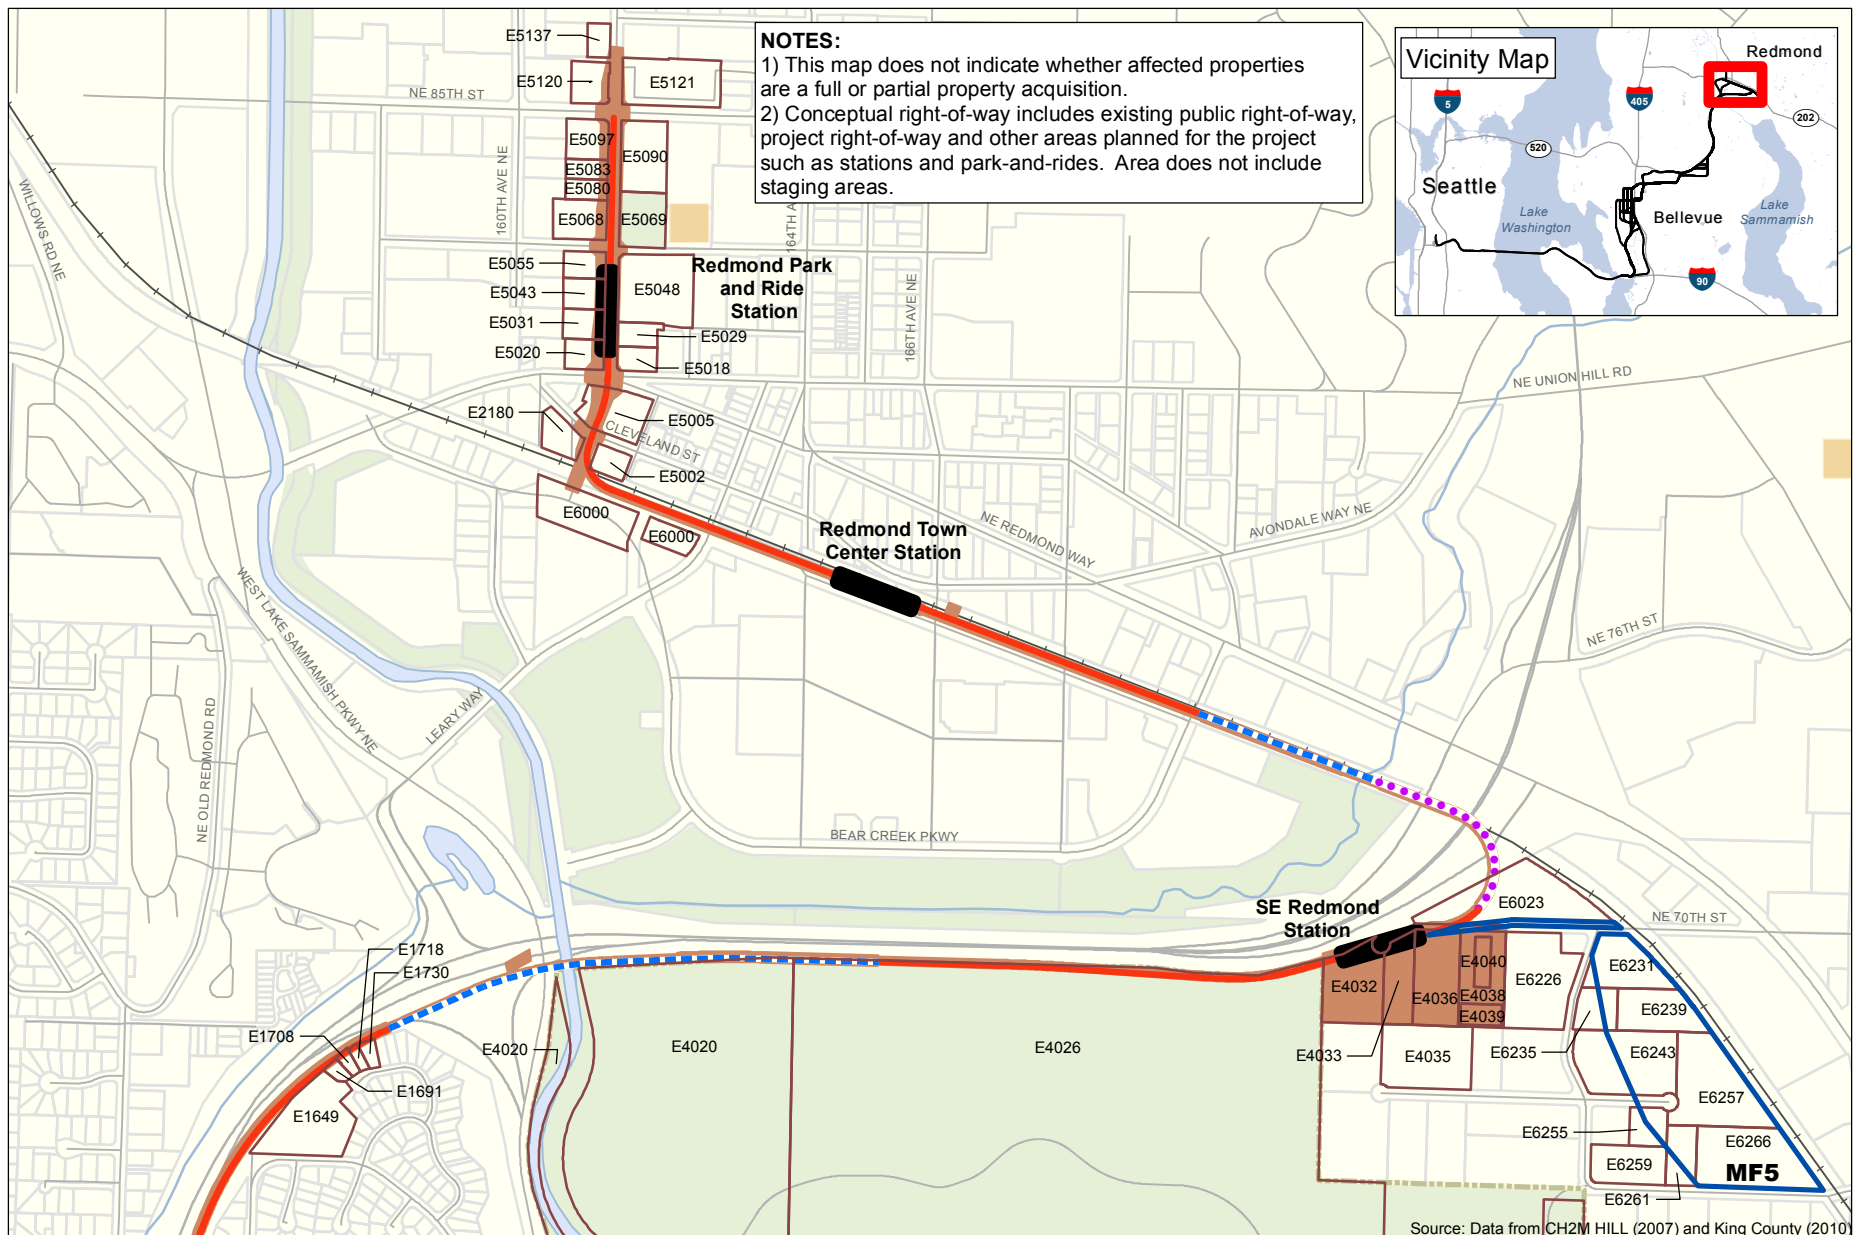 NOTES:
1) This map does not indicate whether affected properties
are a full or partial property acquisition.
2) Conceptual right-of-way includes existing public right-of-way,
project right-of-way and other areas planned for the project
such as stations and park-and-rides. Area does not include
staging areas.
Vicinity Map
Redmond
5
405
202
520
Seattle
Lake
Washington
Bellevue
Lake
Sammamish
90
E5137
E5120
E5121
NE 85TH ST
E5097
E5090
E5083
E5080
E5068
E5069
160TH AVE NE
164TH A
WILLOWS RD NE
E5055
E5043
E5031
E5020
E5048
E5029
E5018
Redmond Park
and Ride
Station
166TH AVE NE
NE UNION HILL RD
E2180
E5005
CLEVELAND ST
E5002
E6000
E6000
Redmond Town
Center Station
NE REDMOND WAY
AVONDALE WAY NE
NE 76TH ST
WEST LAKE SAMMAMISH PKWY NE
LEARY WAY
NE OLD REDMOND RD
BEAR CREEK PKWY
SE Redmond
Station
E6023
NE 70TH ST
E1718
E1730
E1708
E1691
E1649
E4020
E4020
E4026
E4032
E4036
E4040
E4038
E4039
E4033
E4035
E6226
E6231
E6239
E6235
E6243
E6257
E6255
E6266
E6259
MF5
E6261
Source: Data from CH2M HILL (2007) and King County (2010)